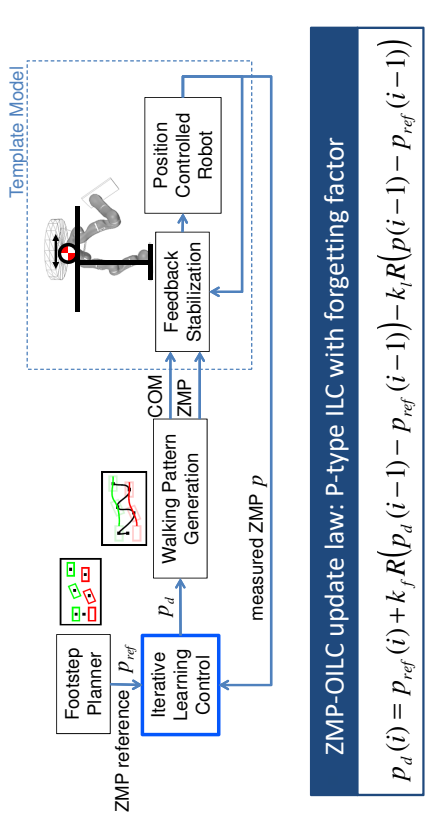 Template Model
Footstep
Planner
ZMP reference p_ref
Iterative
Learning
Control
p_d
Walking Pattern
Generation
COM
ZMP
Feedback
Stabilization
Position
Controlled
Robot
measured ZMP p
ZMP-OILC update law: P-type ILC with forgetting factor
p_d(i) = p_ref(i) + k_f R(p_d(i−1) − p_ref(i−1)) − k_l R(p(i−1) − p_ref(i−1))